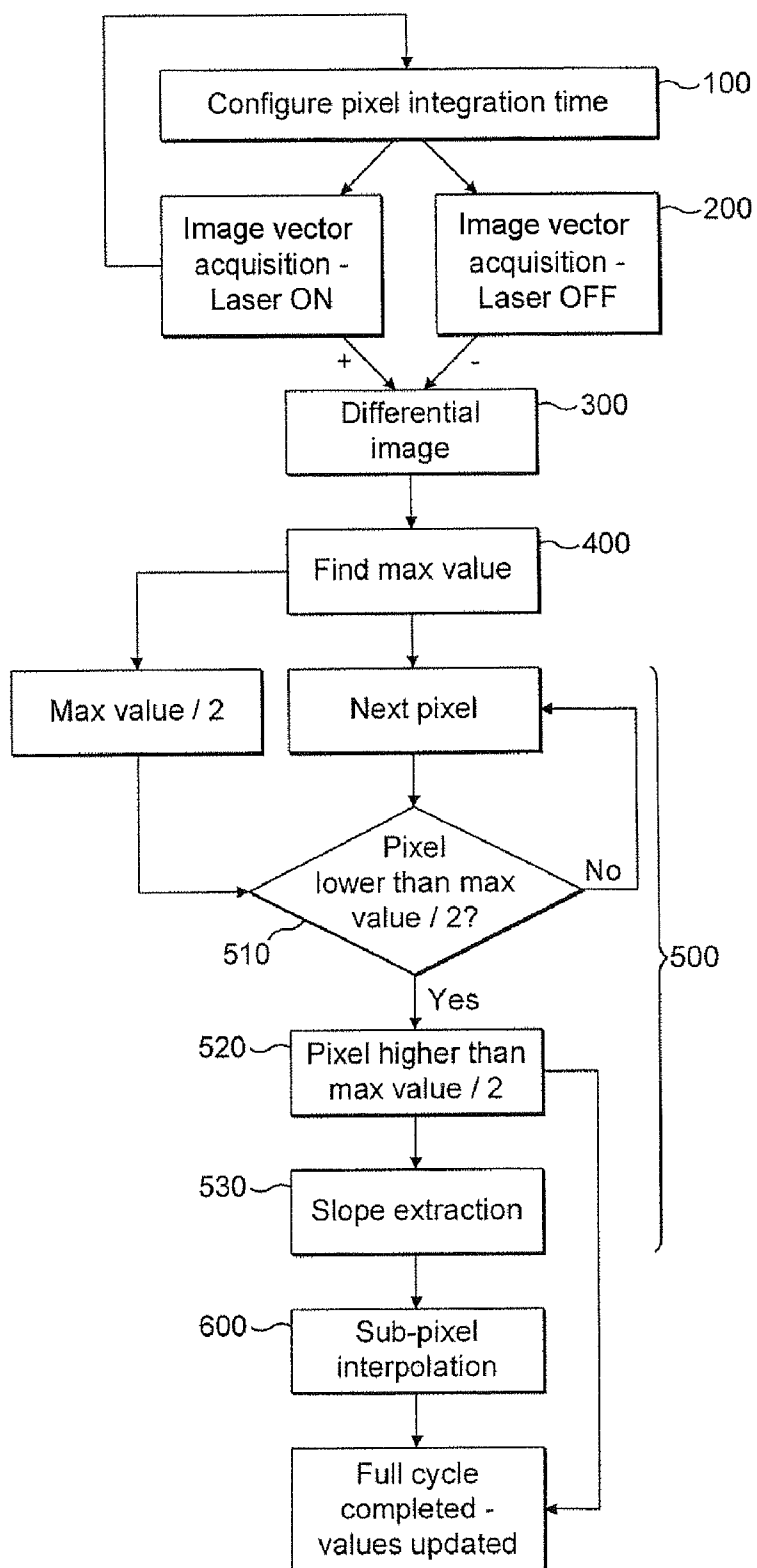 Configure pixel integration time
100
Image vector
acquisition -
Laser ON
Image vector
acquisition -
Laser OFF
200
+
-
Differential
image
300
Find max value
400
Max value / 2
Next pixel
Pixel
lower than max
value / 2?
No
510
500
Yes
520
Pixel higher than
max value / 2
530
Slope extraction
600
Sub-pixel
interpolation
Full cycle
completed -
values updated